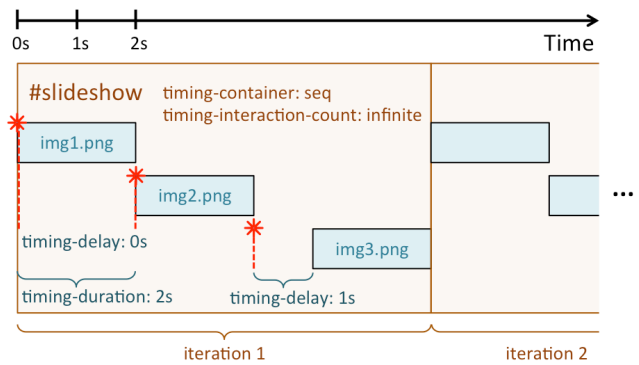 0s 1s 2s
Time
#slideshow
timing-container: seq
timing-interaction-count: infinite
img1.png
img2.png
...
timing-delay: 0s
img3.png
timing-duration: 2s
timing-delay: 1s
iteration 1
iteration 2